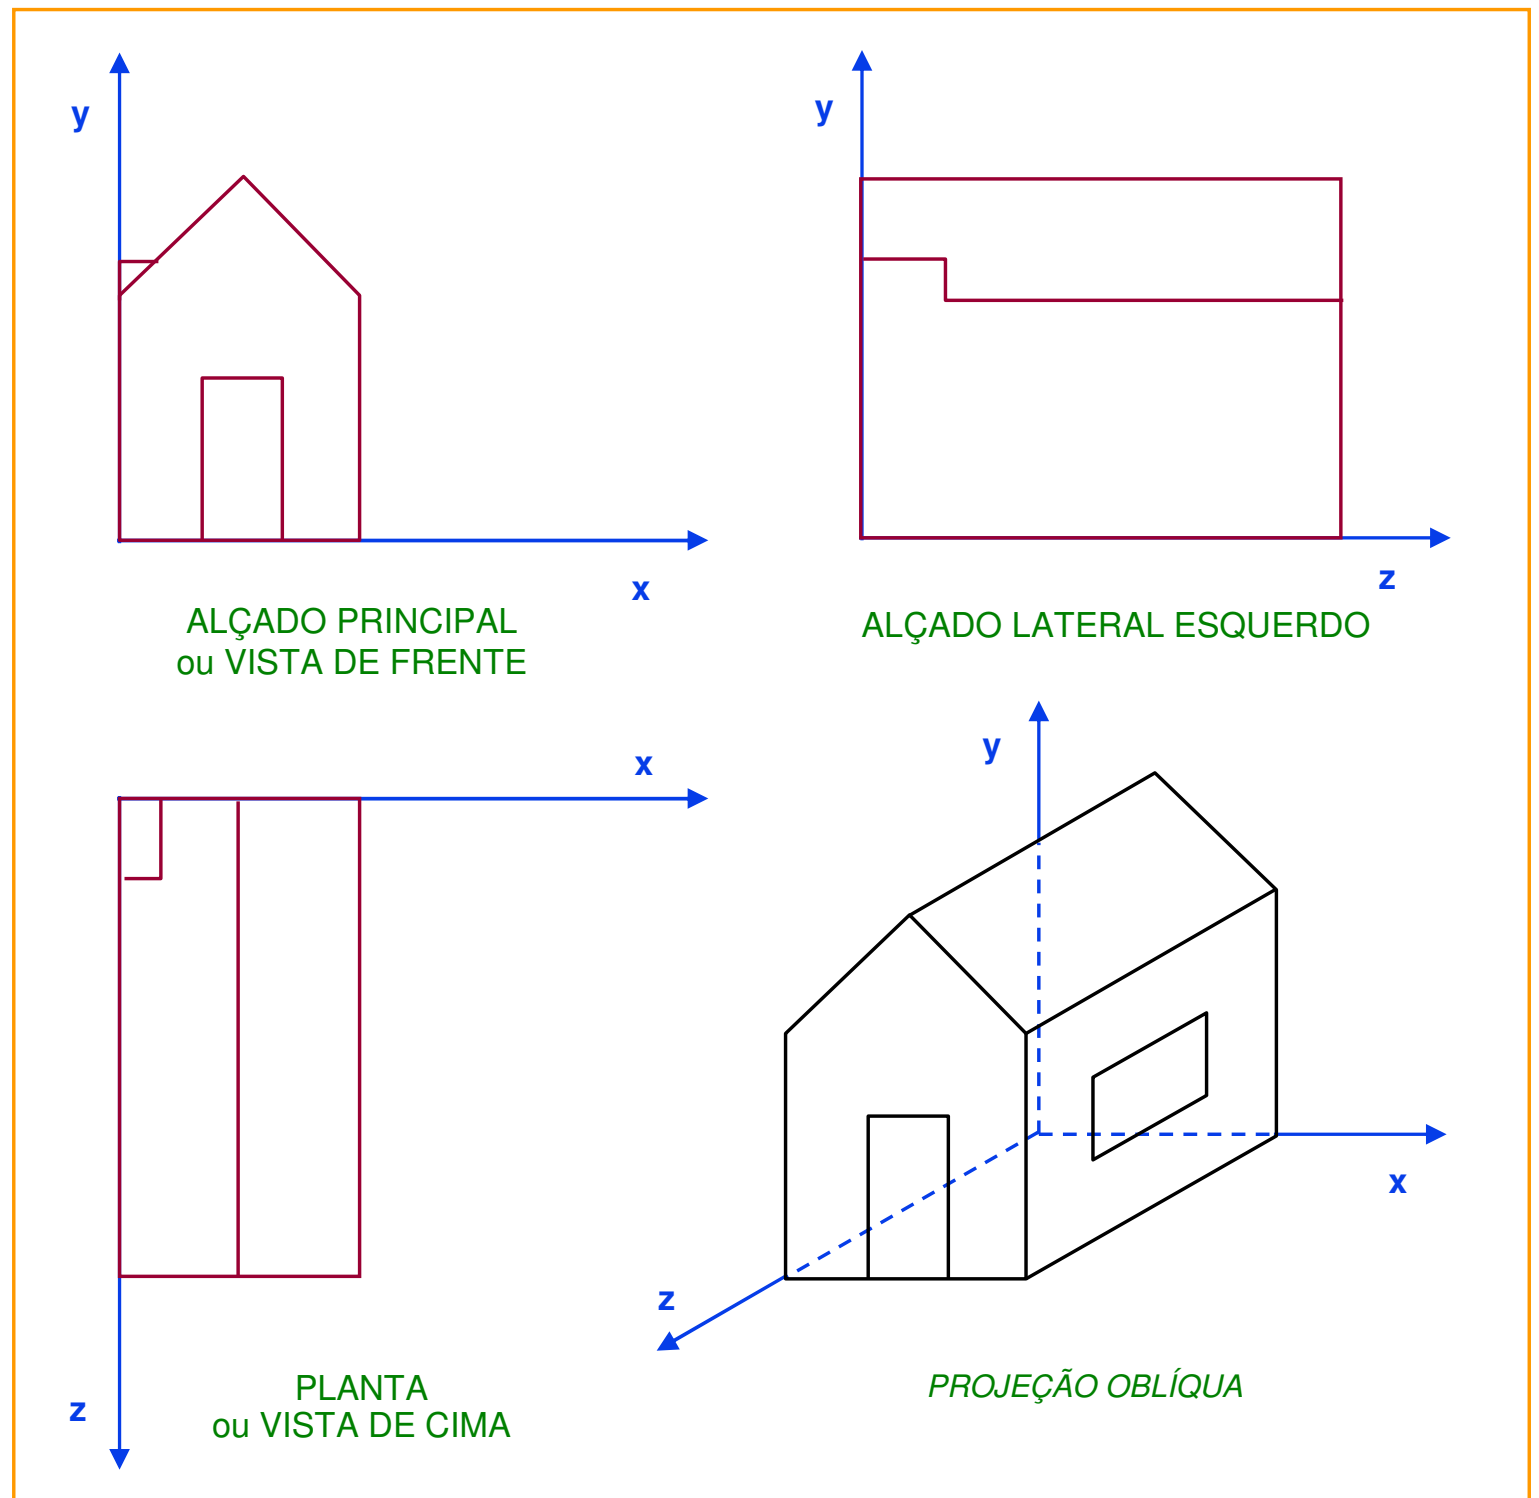 y
x
ALÇADO PRINCIPAL
ou VISTA DE FRENTE
y
z
ALÇADO LATERAL ESQUERDO
x
z
PLANTA
ou VISTA DE CIMA
y
x
z
PROJEÇÃO OBLÍQUA